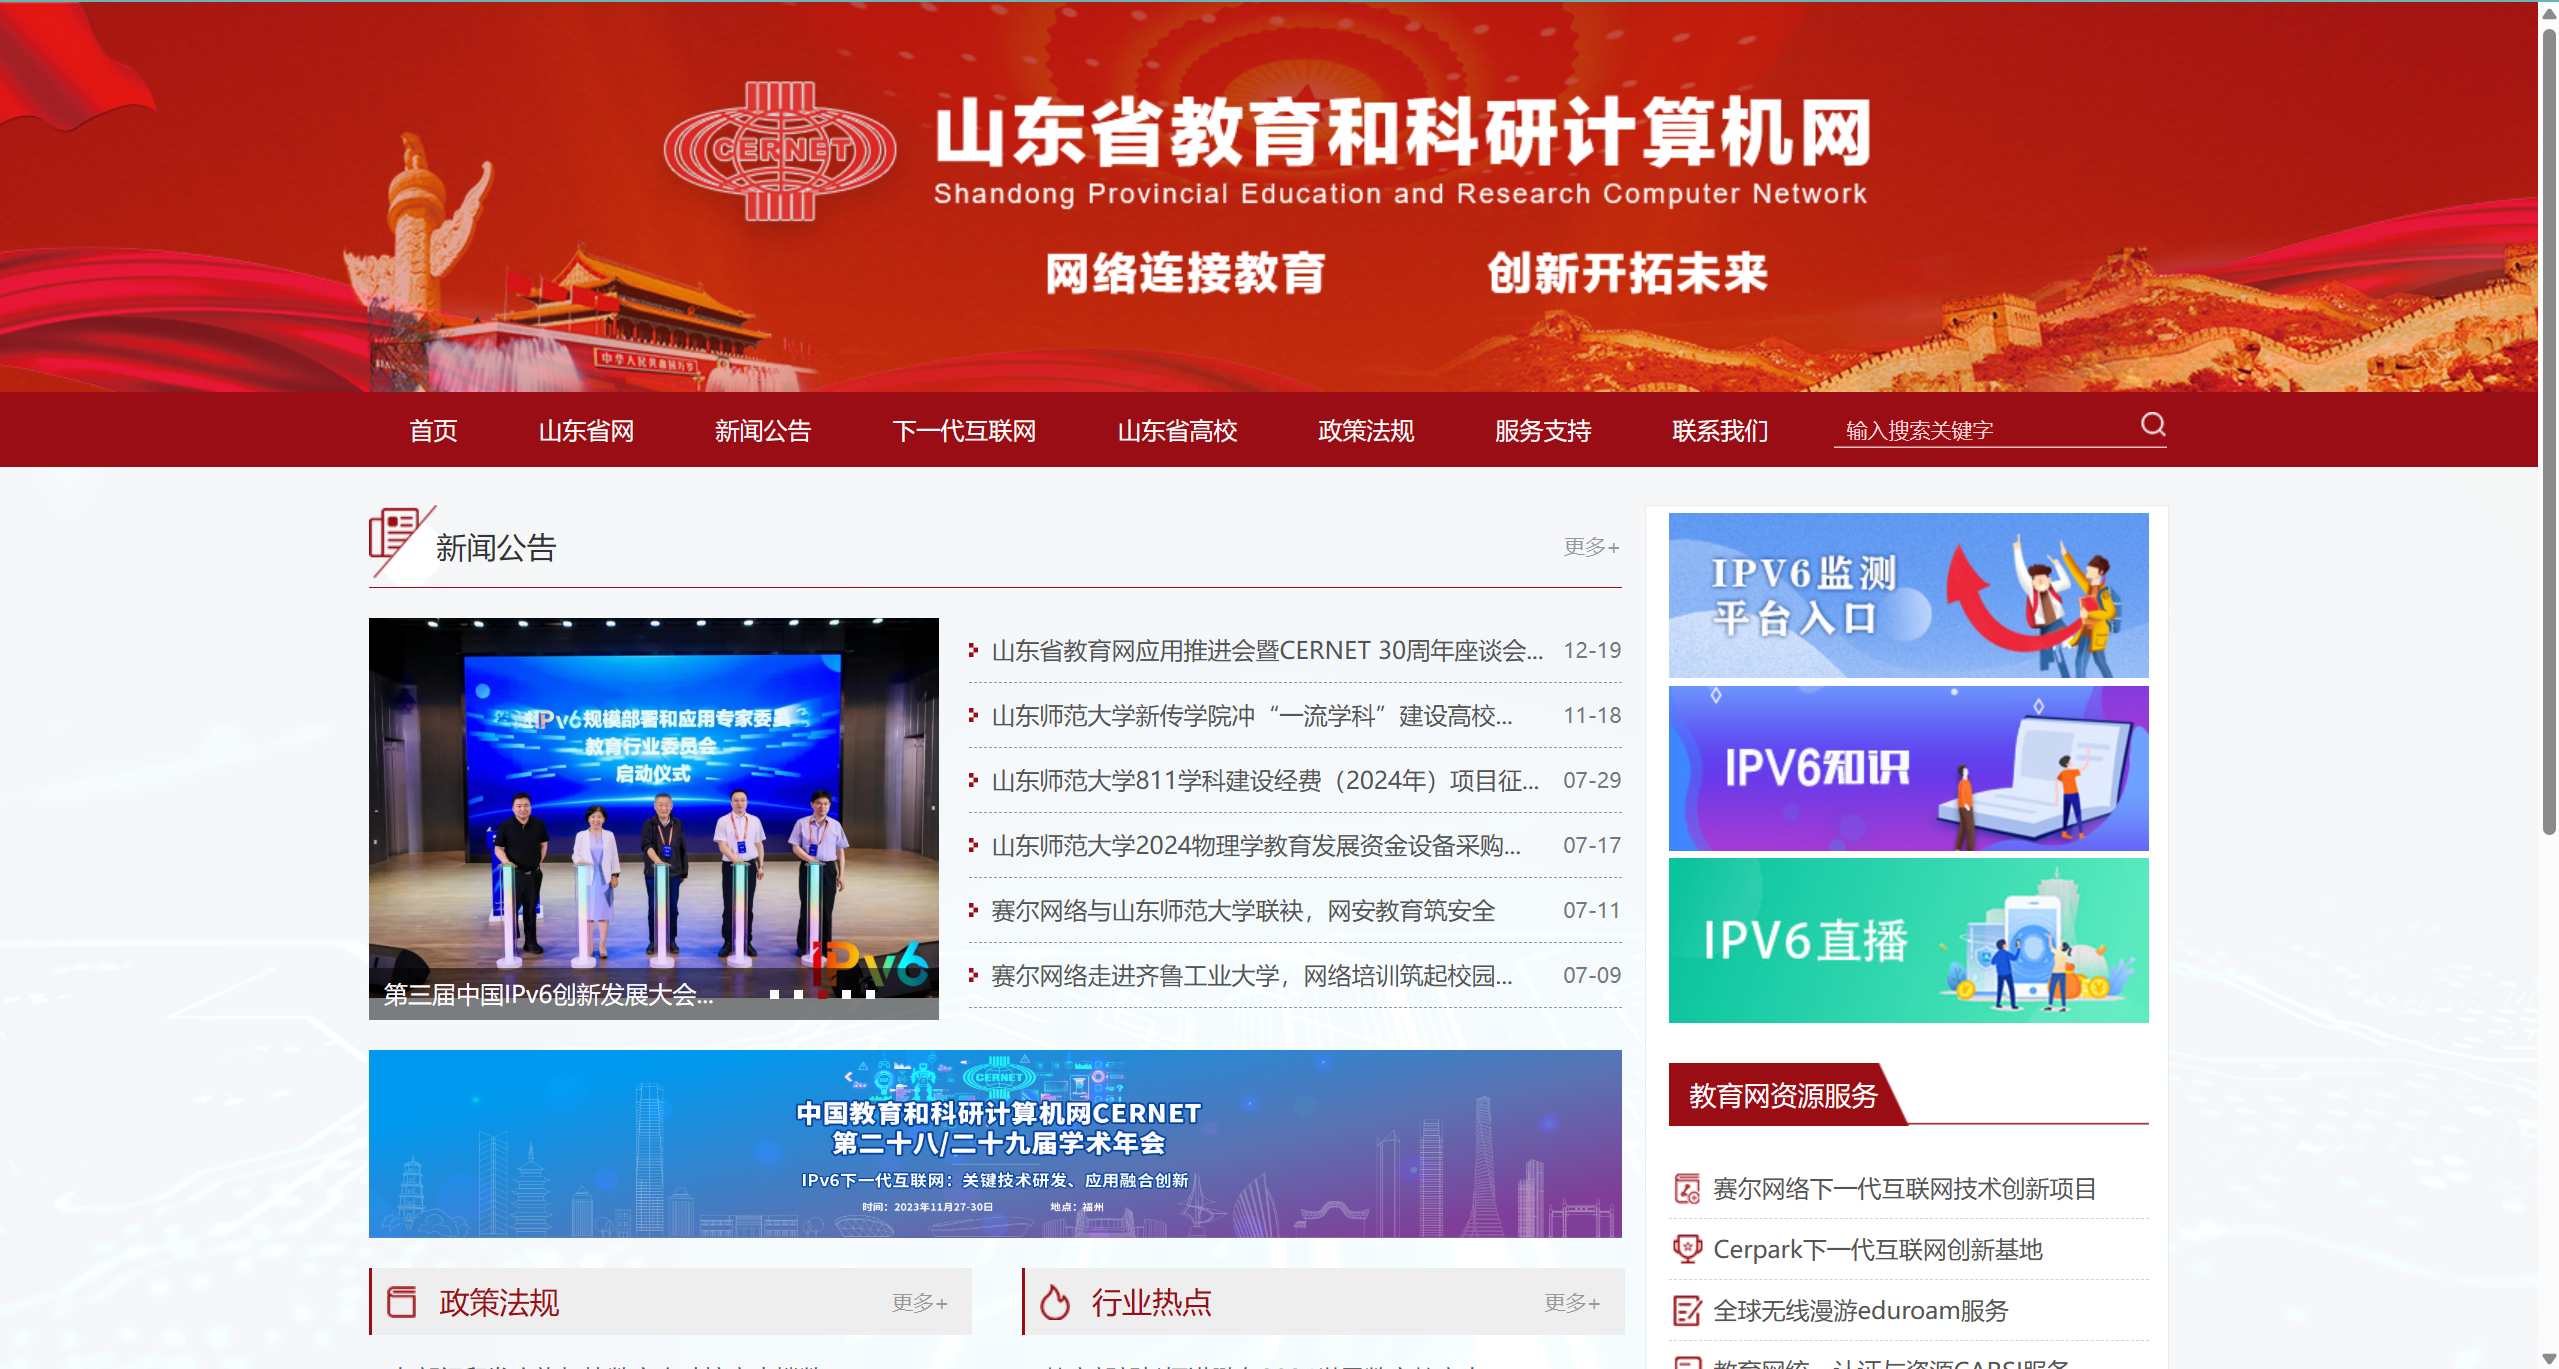 CERNET
山东省教育和科研计算机网
Shandong Provincial Education and Research Computer Network
网络连接教育 创新开拓未来
中华人民共和国万岁
首页 山东省网 新闻公告 下一代互联网 山东省高校 政策法规 服务支持 联系我们 输入搜索关键字
新闻公告 更多+
IPv6规模部署和应用专家委员
教育行业委员会
启动仪式
IPv6
第三届中国IPv6创新发展大会...
山东省教育网应用推进会暨CERNET 30周年座谈会... 12-19
山东师范大学新传学院冲“一流学科”建设高校... 11-18
山东师范大学811学科建设经费（2024年）项目征... 07-29
山东师范大学2024物理学教育发展资金设备采购... 07-17
赛尔网络与山东师范大学联袂，网安教育筑安全 07-11
赛尔网络走进齐鲁工业大学，网络培训筑起校园... 07-09
IPV6监测
平台入口
IPV6知识
IPV6直播
CERNET
中国教育和科研计算机网CERNET
第二十八/二十九届学术年会
IPv6下一代互联网：关键技术研发、应用融合创新
时间：2023年11月27-30日 地点：福州
教育网资源服务
赛尔网络下一代互联网技术创新项目
Cerpark下一代互联网创新基地
全球无线漫游eduroam服务
政策法规 更多+
行业热点 更多+